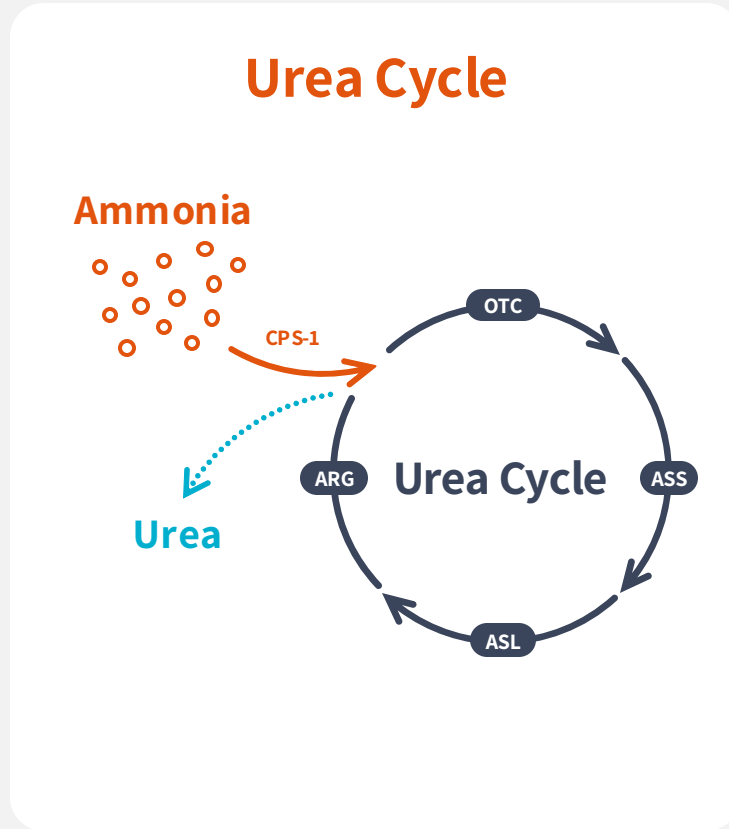 Urea Cycle
Ammonia
CPS-1
OTC
ARG
Urea Cycle
ASS
Urea
ASL